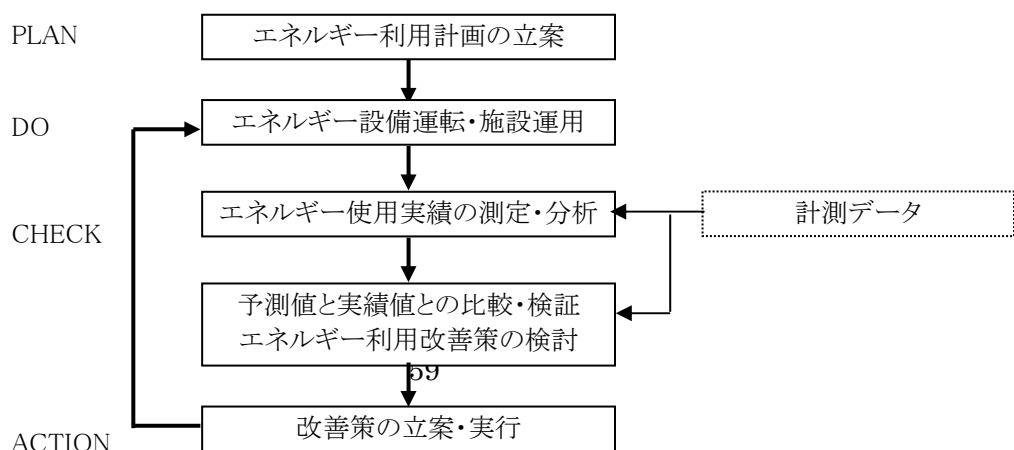 PLAN
エネルギー利用計画の立案
DO
エネルギー設備運転・施設運用
エネルギー使用実績の測定・分析
計測データ
CHECK
予測値と実績値との比較・検証
エネルギー利用改善策の検討
59
改善策の立案・実行
ACTION